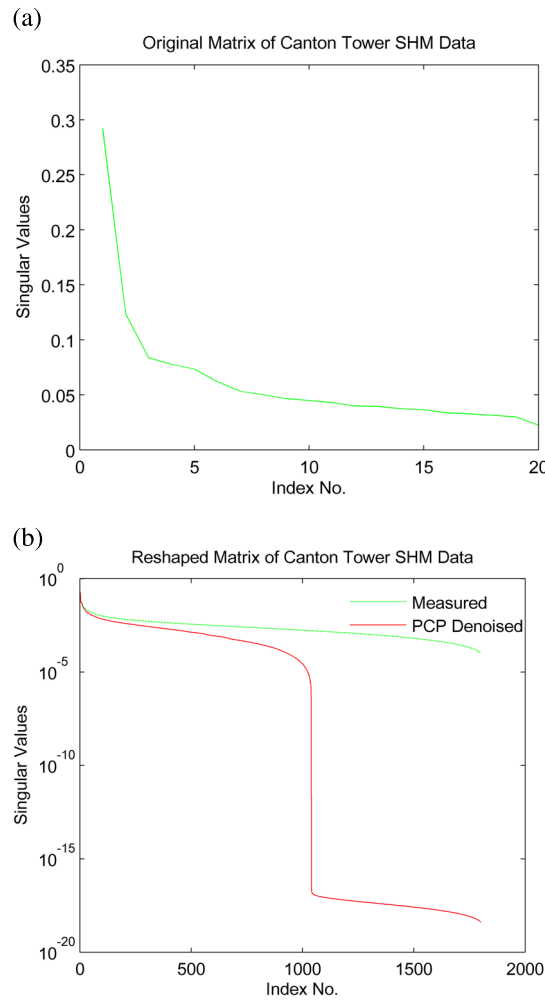 (a)
Original Matrix of Canton Tower SHM Data
0.35
0.3
0.25
0.2
0.15
0.1
0.05
0
Singular Values
0 5 10 15 20
Index No.
(b)
Reshaped Matrix of Canton Tower SHM Data
10^0
10^-5
10^-10
10^-15
10^-20
Singular Values
Measured
PCP Denoised
0 500 1000 1500 2000
Index No.